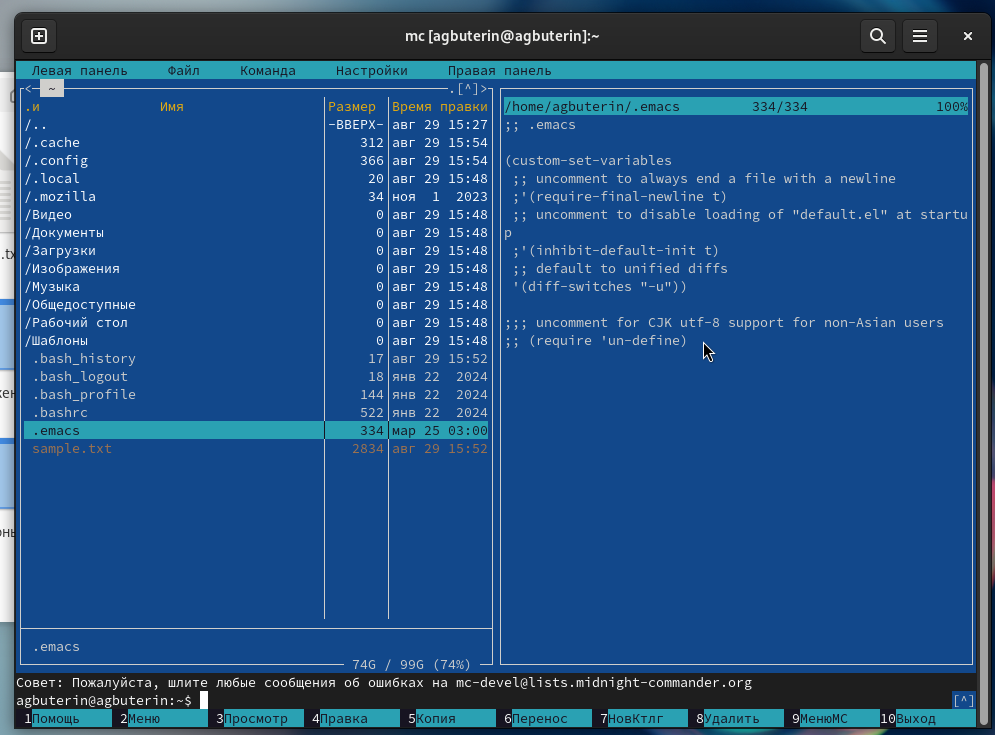 mc [agbuterin@agbuterin]:~
Левая панель Файл Команда Настройки Правая панель
<- ~ .[^]>
.и Имя Размер Время правки
/.. -ВВЕРХ- авг 29 15:27
/.cache 312 авг 29 15:54
/.config 366 авг 29 15:54
/.local 20 авг 29 15:48
/.mozilla 34 ноя 1 2023
/Видео 0 авг 29 15:48
/Документы 0 авг 29 15:48
/Загрузки 0 авг 29 15:48
/Изображения 0 авг 29 15:48
/Музыка 0 авг 29 15:48
/Общедоступные 0 авг 29 15:48
/Рабочий стол 0 авг 29 15:48
/Шаблоны 0 авг 29 15:48
.bash_history 17 авг 29 15:52
.bash_logout 18 янв 22 2024
.bash_profile 144 янв 22 2024
.bashrc 522 янв 22 2024
.emacs 334 мар 25 03:00
sample.txt 2834 авг 29 15:52
.emacs
74G / 99G (74%)
/home/agbuterin/.emacs 334/334 100%
;; .emacs
(custom-set-variables
;; uncomment to always end a file with a newline
;'(require-final-newline t)
;; uncomment to disable loading of "default.el" at startu
p
;'(inhibit-default-init t)
;; default to unified diffs
'(diff-switches "-u"))
;;; uncomment for CJK utf-8 support for non-Asian users
;; (require 'un-define)
Совет: Пожалуйста, шлите любые сообщения об ошибках на mc-devel@lists.midnight-commander.org
agbuterin@agbuterin:~$ [^]
1Помощь 2Меню 3Просмотр 4Правка 5Копия 6Перенос 7НовКтлг 8Удалить 9МенюМС 10Выход